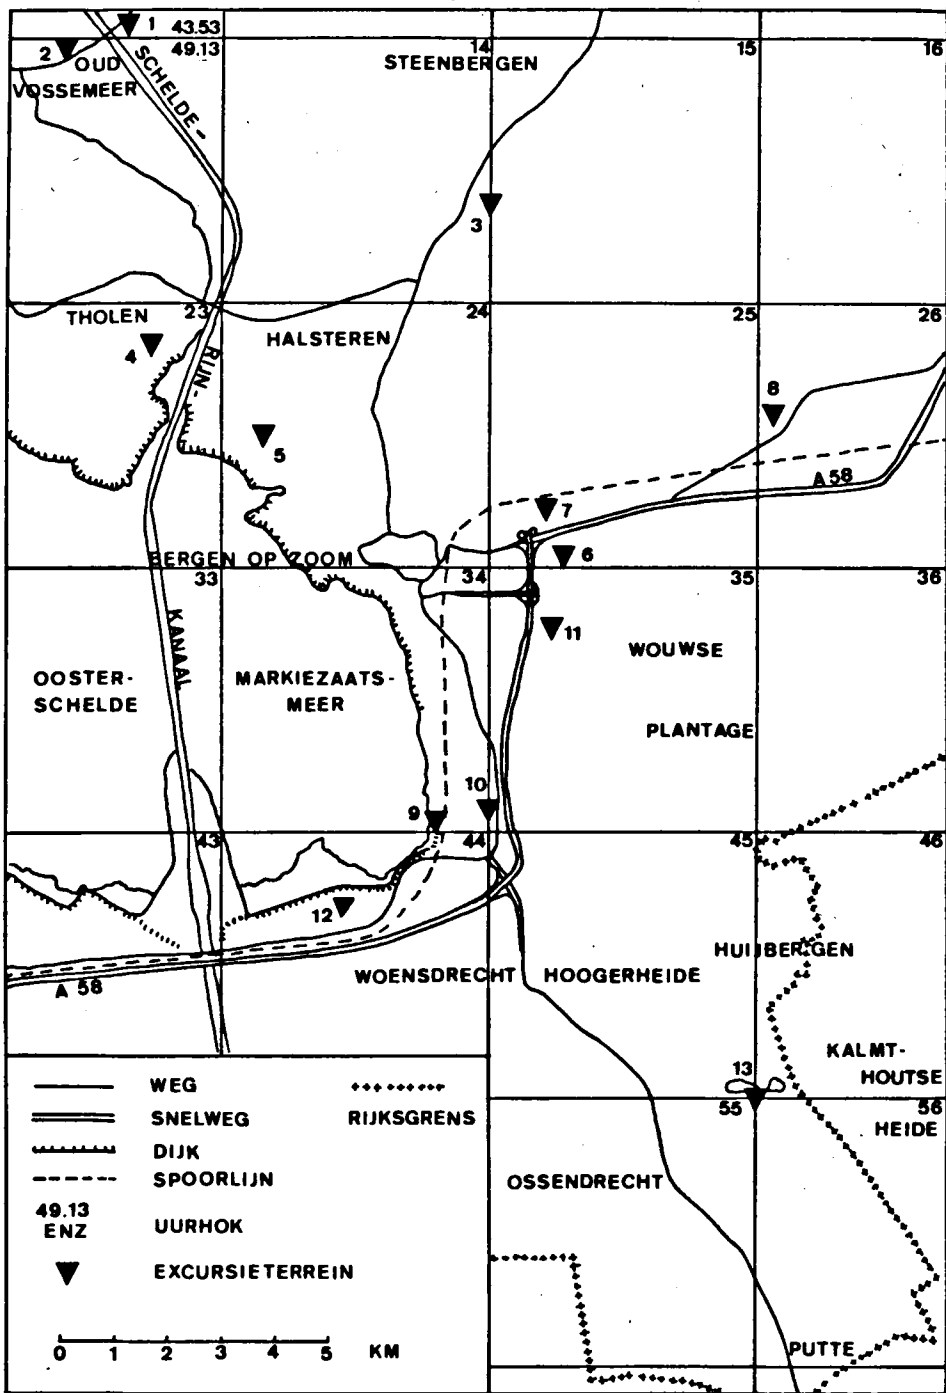 1 43.53
2 49.13 14 15 16
OUD
VOSSEMEER
SCHELDE-
STEENBERGEN
3
23 24 25 26
THOLEN
HALSTEREN
4
RIJN-
8
5
A 58
7
BERGEN OP ZOOM
6
33 34 35 36
KANAAL
11
WOUWSE
OOSTER-
SCHELDE
MARKIEZAATS-
MEER
PLANTAGE
10
9
43 44 45 46
12
HUIJBERGEN
WOENSDRECHT
HOOGERHEIDE
A 58
KALMT-
HOUTSE
HEIDE
13
55 56
WEG
SNELWEG
RIJKSGRENS
DIJK
SPOORLIJN
OSSENDRECHT
49.13
ENZ
UURHOK
EXCURSIETERREIN
0 1 2 3 4 5 KM
PUTTE